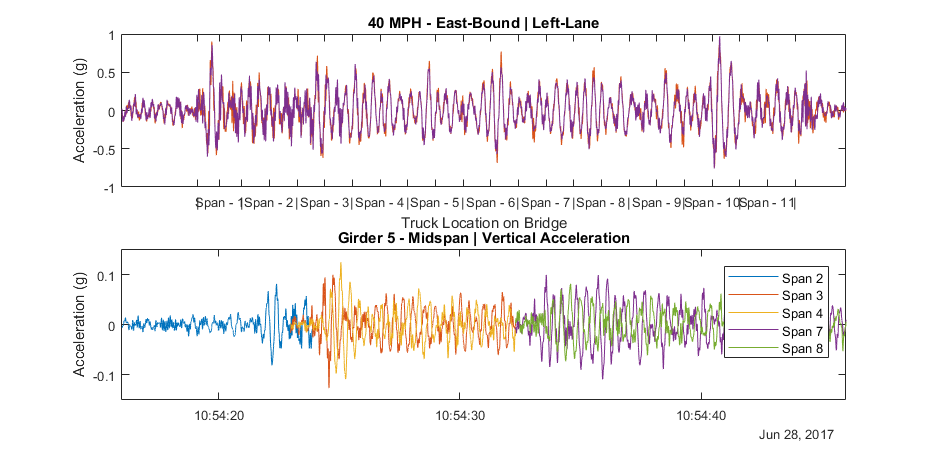 40 MPH - East-Bound | Left-Lane
1
0.5
0
-0.5
-1
Acceleration (g)
|Span - 1|Span - 2|Span - 3|Span - 4|Span - 5|Span - 6|Span - 7|Span - 8|Span - 9|Span - 10|Span - 11|
Truck Location on Bridge
Girder 5 - Midspan | Vertical Acceleration
0.1
0
-0.1
Acceleration (g)
Span 2
Span 3
Span 4
Span 7
Span 8
10:54:20 10:54:30 10:54:40
Jun 28, 2017